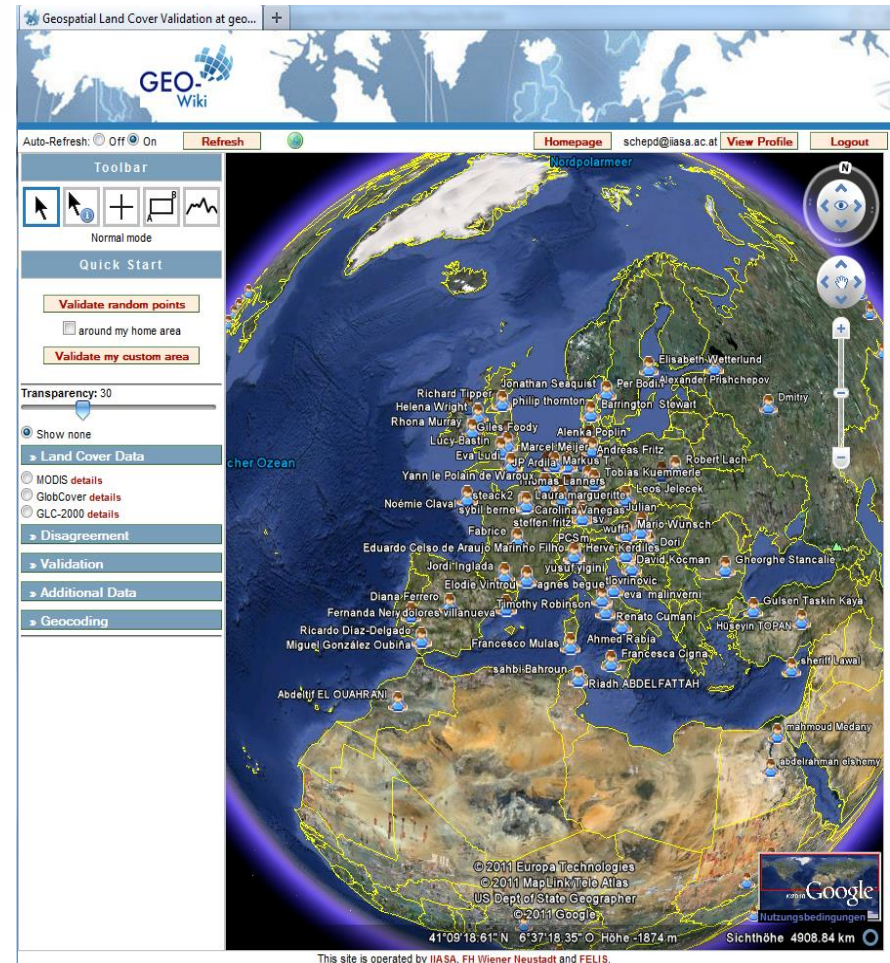 Geospatial Land Cover Validation at geo...
GEO-
Wiki
Auto-Refresh: Off On Refresh Homepage schepd@iiasa.ac.at View Profile Logout
Toolbar
Normal mode
Quick Start
Validate random points
around my home area
Validate my custom area
Transparency: 30
Show none
» Land Cover Data
MODIS details
GlobCover details
GLC-2000 details
» Disagreement
» Validation
» Additional Data
» Geocoding
Nordpolarmeer
N
Elisabeth Wetterlund
Jonathan Seaquist
Per Bodin
Alexander Prishchepov
Richard Tipper
philip thornton
Dmitry
Helena Wright
Barrington Stewart
Rhona Murray
Giles Foody
Alenka Poplin
Lucy Bastin
Marcel Meijer
Andreas Fritz
Eva Ludi
JP Ardila
Markus T
Robert Lach
cher Ozean
Yann le Polain de Waroux
Thomas Lanners
Tobias Kuemmerle
Leos Jelecek
Noémie Claval
steack2
Laura margueritte
sybil berne
Carolina Vanegas
Julian
steffen.fritz
sv
Fabrice
wuff1
Mario Wunsch
PCSm
Dori
Eduardo Celso de Araujo Marinho Filho
Herve Kerdiles
David Kocman
Gheorghe Stancalie
Jordi Inglada
yusuf yigini
Elodie Vintrou
agnes begue
lovrinovic
Diana Ferrero
eva malinverni
Timothy Robinson
Gulsen Taskin Kaya
Fernanda Nery
dolores villanueva
Renato Cumani
Hüseyin TOPAN
Ricardo Díaz-Delgado
Miguel González Oubiña
Francesco Mulas
Ahmed Rabia
Francesca Cigna
sahbi Bahroun
sheriff Lawal
Riadh ABDELFATTAH
Abdeltif EL OUAHRANI
mahmoud Medany
abdelrahman elshemy
© 2011 Europa Technologies
© 2011 MapLink/Tele Atlas
US Dept of State Geographer
© 2011 Google
©2010 Google
Nutzungsbedingungen
41°09'18.61" N 6°37'18.35" O Höhe -1874 m Sichthöhe 4908.84 km
This site is operated by IIASA, FH Wiener Neustadt and FELIS.